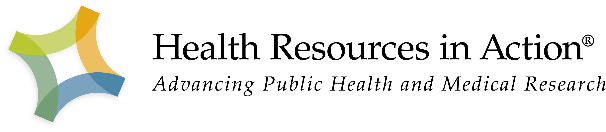 Health Resources in Action®
Advancing Public Health and Medical Research